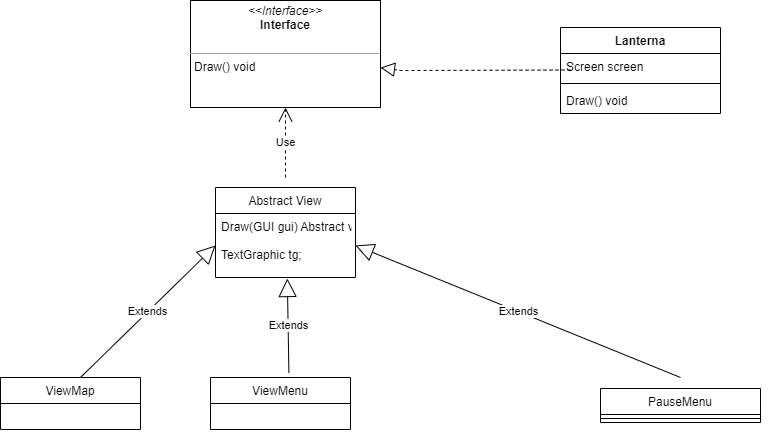 <<Interface>>
Interface
Draw() void
Lanterna
Screen screen
Draw() void
Use
Abstract View
Draw(GUI gui) Abstract
TextGraphic tg;
Extends
Extends
Extends
ViewMap
ViewMenu
PauseMenu